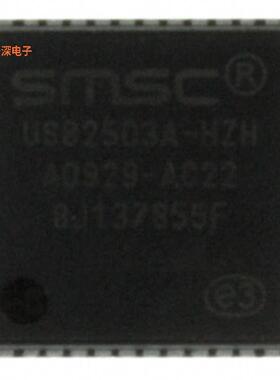 深电子
SMSC®
USB2503A-HZH
A0929-AC22
8J137855F
e3